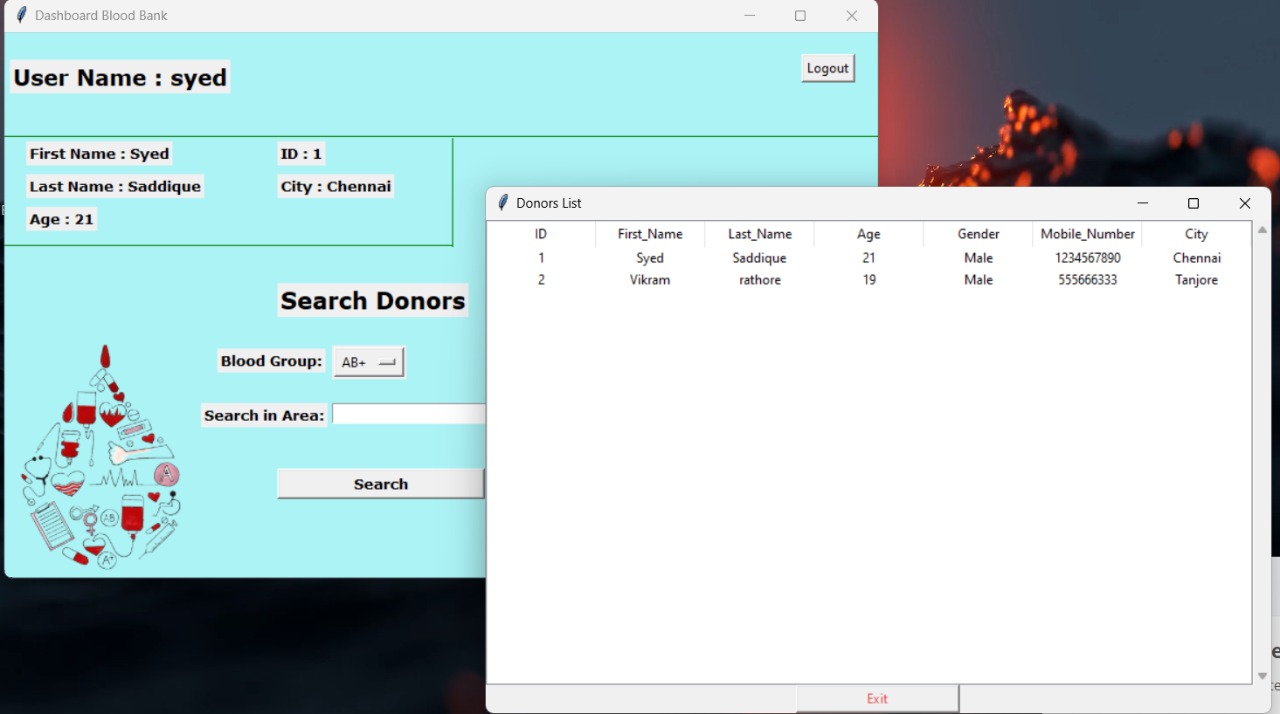 Dashboard Blood Bank
User Name : syed
Logout
First Name : Syed
ID : 1
Last Name : Saddique
City : Chennai
Age : 21
Search Donors
Blood Group:
AB+
Search in Area:
Search
A
AB
A+
Donors List
ID First_Name Last_Name Age Gender Mobile_Number City
1 Syed Saddique 21 Male 1234567890 Chennai
2 Vikram rathore 19 Male 555666333 Tanjore
Exit